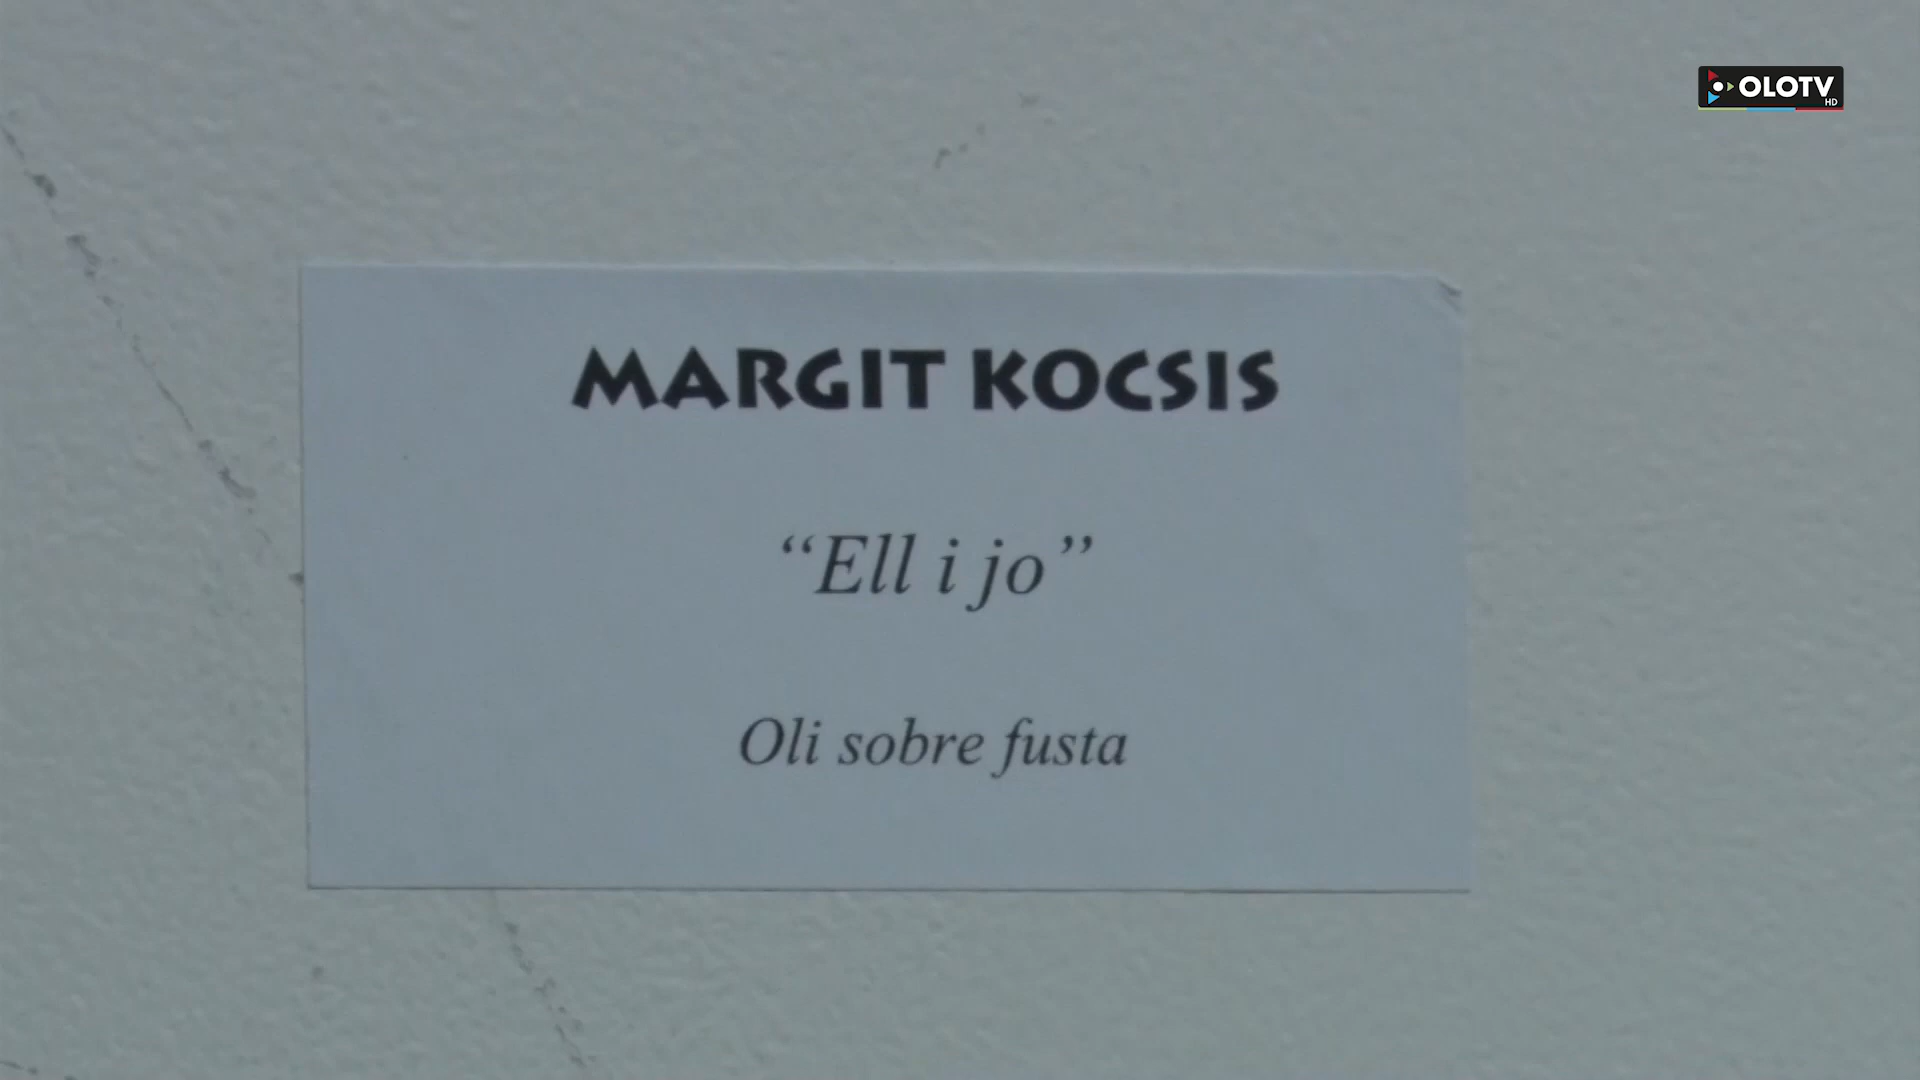 OLOTV
HD
MARGIT KOCSIS
“Ell i jo”
Oli sobre fusta